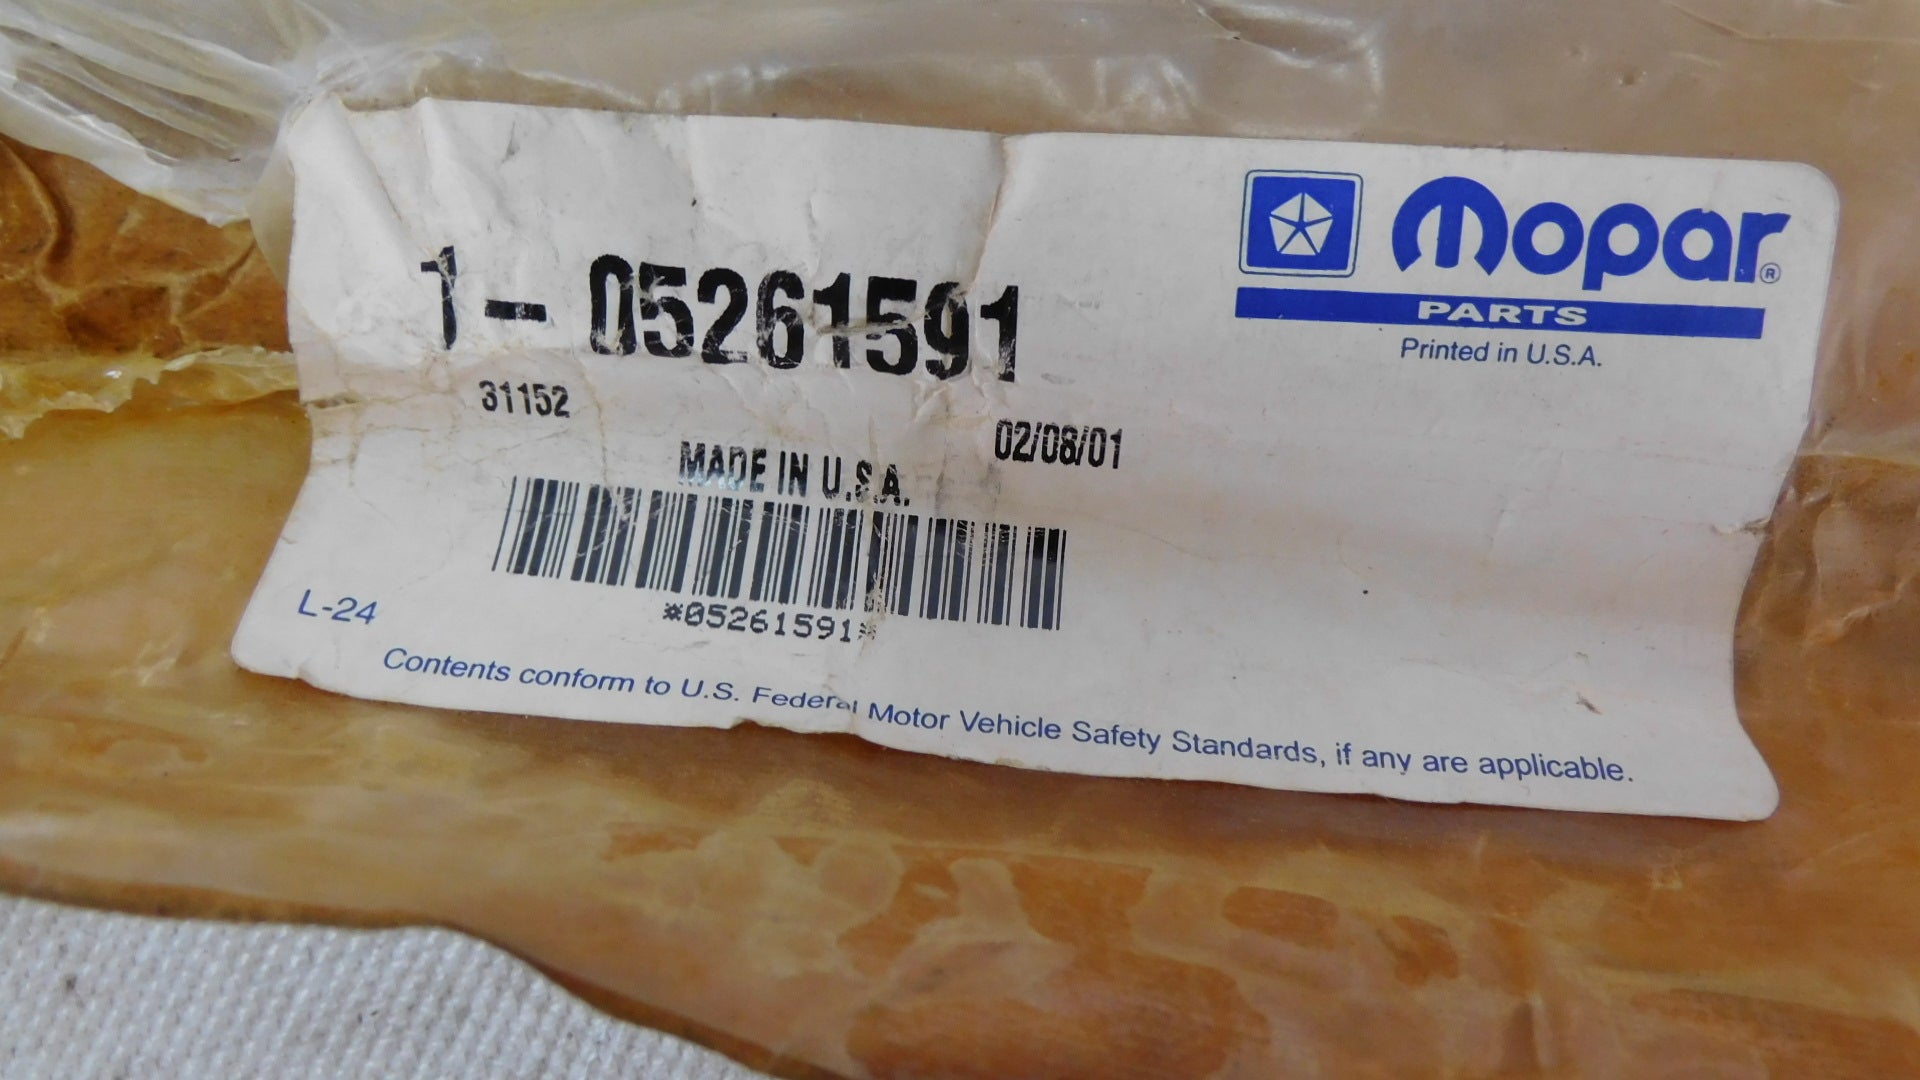 Mopar®
PARTS
Printed in U.S.A.
1- 05261591
31152
02/08/01
MADE IN U.S.A.
*05261591*
L-24
Contents conform to U.S. Federal Motor Vehicle Safety Standards, if any are applicable.